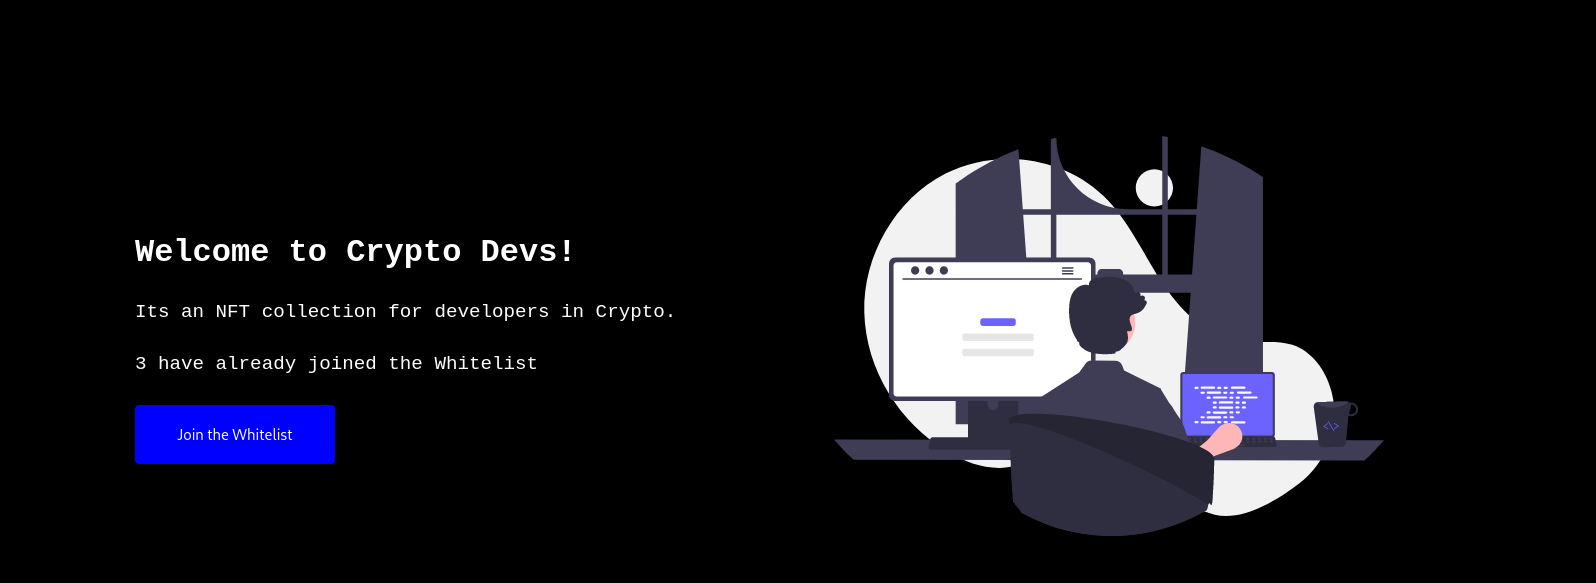 Welcome to Crypto Devs!
Its an NFT collection for developers in Crypto.
3 have already joined the Whitelist
Join the Whitelist
</>